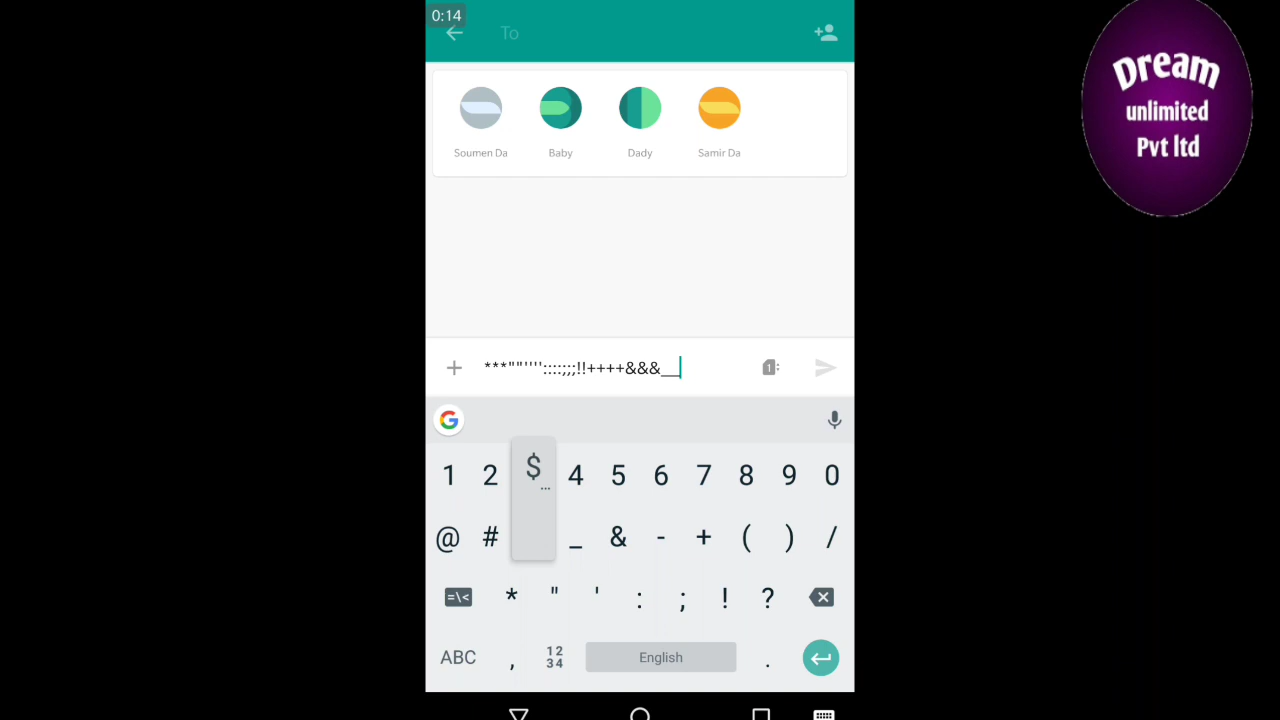 0:14
To
Soumen Da
Baby
Dady
Samir Da
***""'''':::;;;!!++++&&&__
1
G
1 2 $ 4 5 6 7 8 9 0
...
@ # _ & - + ( ) /
=\< * " ' : ; ! ?
ABC , 12 34 English .
Dream
unlimited
Pvt ltd